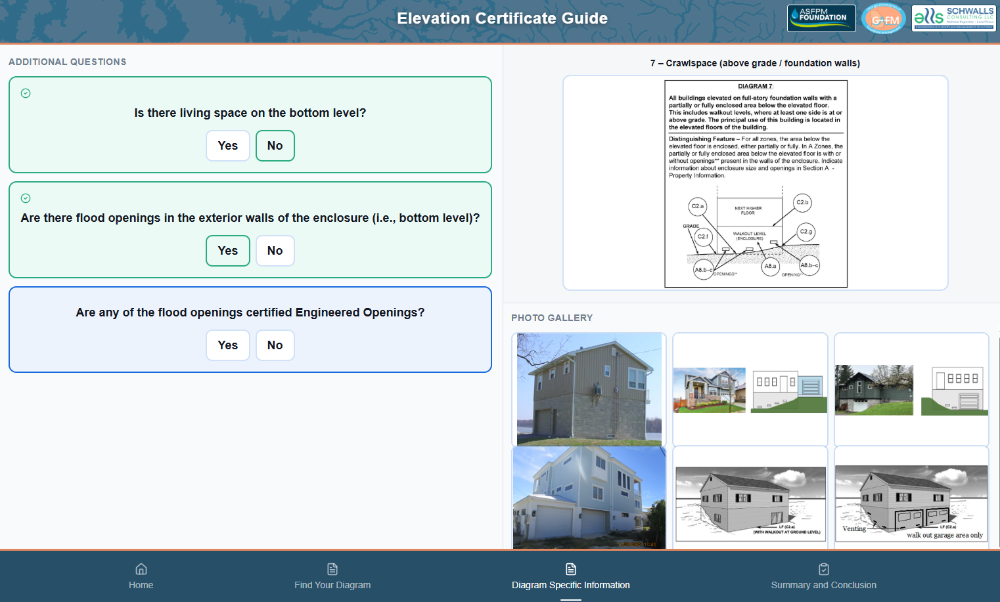 Elevation Certificate Guide
ASFPM
FOUNDATION
G FM
ells
SCHWALLS
CONSULTING LLC
ADDITIONAL QUESTIONS
Is there living space on the bottom level?
Yes
No
Are there flood openings in the exterior walls of the enclosure (i.e., bottom level)?
Yes
No
Are any of the flood openings certified Engineered Openings?
Yes
No
7 – Crawlspace (above grade / foundation walls)
DIAGRAM 7:
All buildings elevated on full-story foundation walls with a
partially or fully enclosed area below the elevated floor.
This includes walkout levels, where at least one side is at or
above grade. The principal use of this building is located in
the elevated floors of the building.
Distinguishing Feature – For all zones, the area below the
elevated floor is enclosed, either partially or fully. In A Zones, the
partially or fully enclosed area below the elevated floor is with or
without openings** present in the walls of the enclosure. Indicate
information about enclosure size and openings in Section A -
Property Information.
C2.a
NEXT HIGHER
FLOOR
C2.b
GRADE
C2.f
WALKOUT LEVEL
(ENCLOSURE)
C2.g
A8.b–c
OPENINGS**
A8.a
A8.b–c
OPENING**
PHOTO GALLERY
LF (C2.a)
(WITH WALKOUT AT GROUND LEVEL)
Venting
LF (C2.a)
walk out garage area only
Home
Find Your Diagram
Diagram Specific Information
Summary and Conclusion